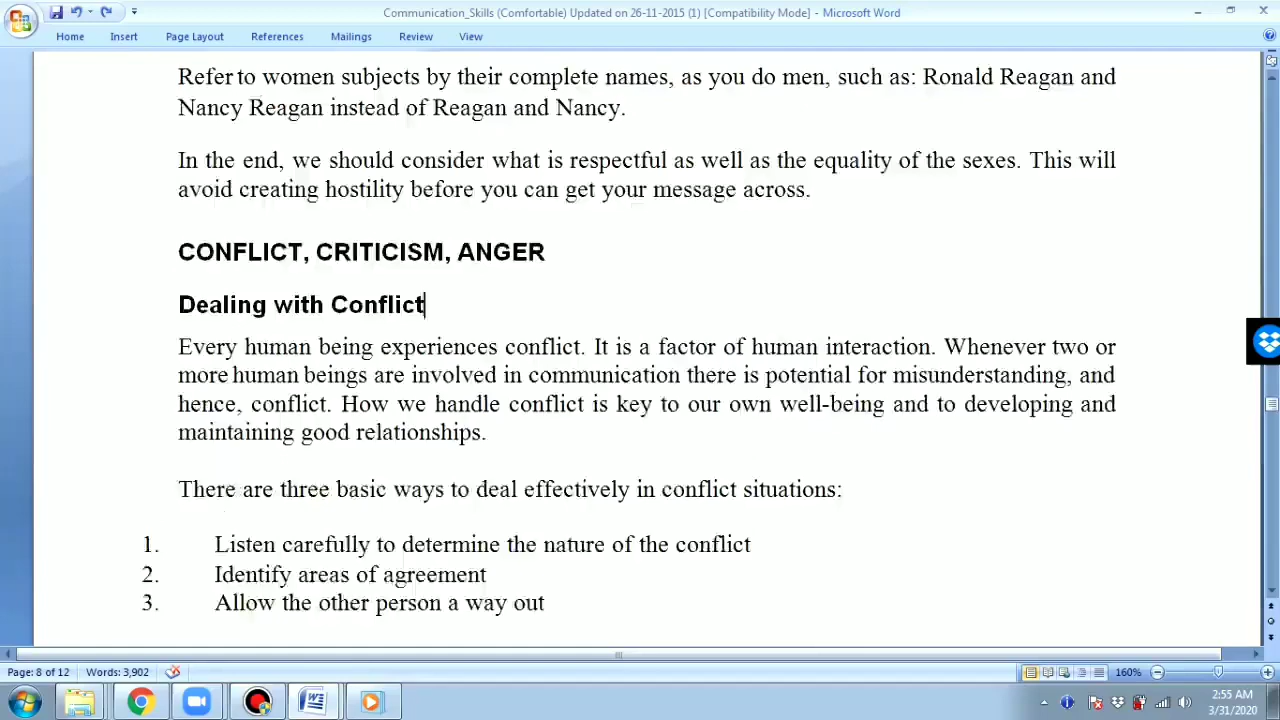 Communication_Skills (Comfortable) Updated on 26-11-2015 (1) [Compatibility Mode] - Microsoft Word
Home Insert Page Layout References Mailings Review View
Refer to women subjects by their complete names, as you do men, such as: Ronald Reagan and
Nancy Reagan instead of Reagan and Nancy.
In the end, we should consider what is respectful as well as the equality of the sexes. This will
avoid creating hostility before you can get your message across.
CONFLICT, CRITICISM, ANGER
Dealing with Conflict
Every human being experiences conflict. It is a factor of human interaction. Whenever two or
more human beings are involved in communication there is potential for misunderstanding, and
hence, conflict. How we handle conflict is key to our own well-being and to developing and
maintaining good relationships.
There are three basic ways to deal effectively in conflict situations:
1. Listen carefully to determine the nature of the conflict
2. Identify areas of agreement
3. Allow the other person a way out
Page: 8 of 12 Words: 3,902 160%
2:55 AM
3/31/2020